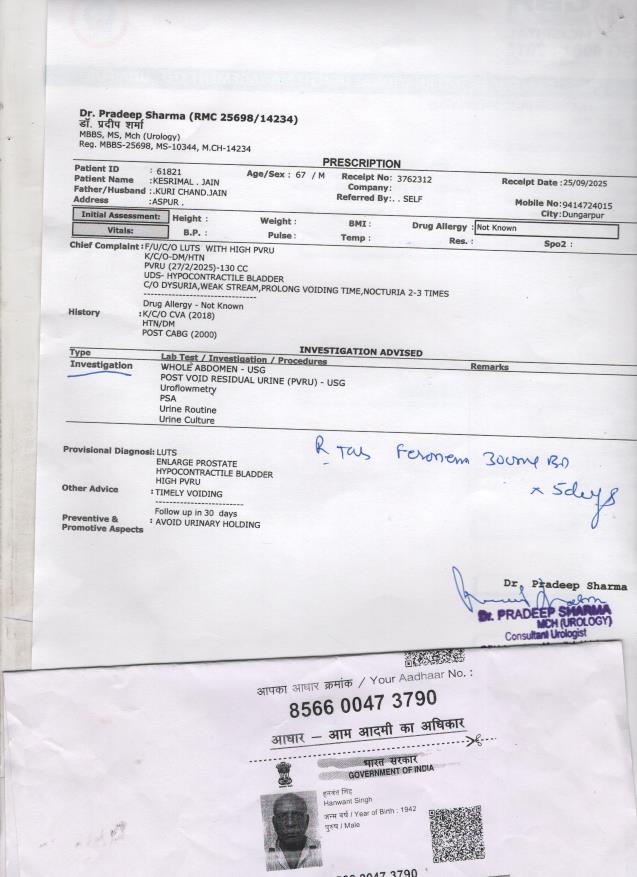 Dr. Pradeep Sharma (RMC 25698/14234)
डॉ. प्रदीप शर्मा
MBBS, MS, Mch (Urology)
Reg. MBBS-25698, MS-10344, M.CH-14234
PRESCRIPTION
Patient ID : 61821 Age/Sex : 67 / M Receipt No: 3762312 Receipt Date :25/09/2025
Patient Name : KESRIMAL . JAIN Company:
Father/Husband :.KURI CHAND.JAIN Referred By: . . SELF Mobile No:9414724015
Address :ASPUR . City:Dungarpur
Initial Assessment: Height : Weight : BMI : Drug Allergy : Not Known
Vitals: B.P. : Pulse : Temp : Res. : Spo2 :
Chief Complaint :F/U/C/O LUTS WITH HIGH PVRU
K/C/O-DM/HTN
PVRU (27/2/2025)-130 CC
UDS- HYPOCONTRACTILE BLADDER
C/O DYSURIA,WEAK STREAM,PROLONG VOIDING TIME,NOCTURIA 2-3 TIMES
-------------------------------
Drug Allergy - Not Known
History :K/C/O CVA (2018)
HTN/DM
POST CABG (2000)
INVESTIGATION ADVISED
Type Lab Test / Investigation / Procedures Remarks
Investigation WHOLE ABDOMEN - USG
POST VOID RESIDUAL URINE (PVRU) - USG
Uroflowmetry
PSA
Urine Routine
Urine Culture
Provisional Diagnosi: LUTS
ENLARGE PROSTATE
HYPOCONTRACTILE BLADDER
HIGH PVRU
Other Advice : TIMELY VOIDING
------------------------
Follow up in 30 days
Preventive & Promotive Aspects : AVOID URINARY HOLDING
R Tab Feronem 300mg BD
x 5days
Dr. Pradeep Sharma
Dr. PRADEEP SHARMA
MCH (UROLOGY)
Consultant Urologist
आपका आधार क्रमांक / Your Aadhaar No. :
8566 0047 3790
आधार – आम आदमी का अधिकार
भारत सरकार
GOVERNMENT OF INDIA
हनवंत सिंह
Hanwant Singh
जन्म वर्ष / Year of Birth : 1942
पुरुष / Male
8566 0047 3790